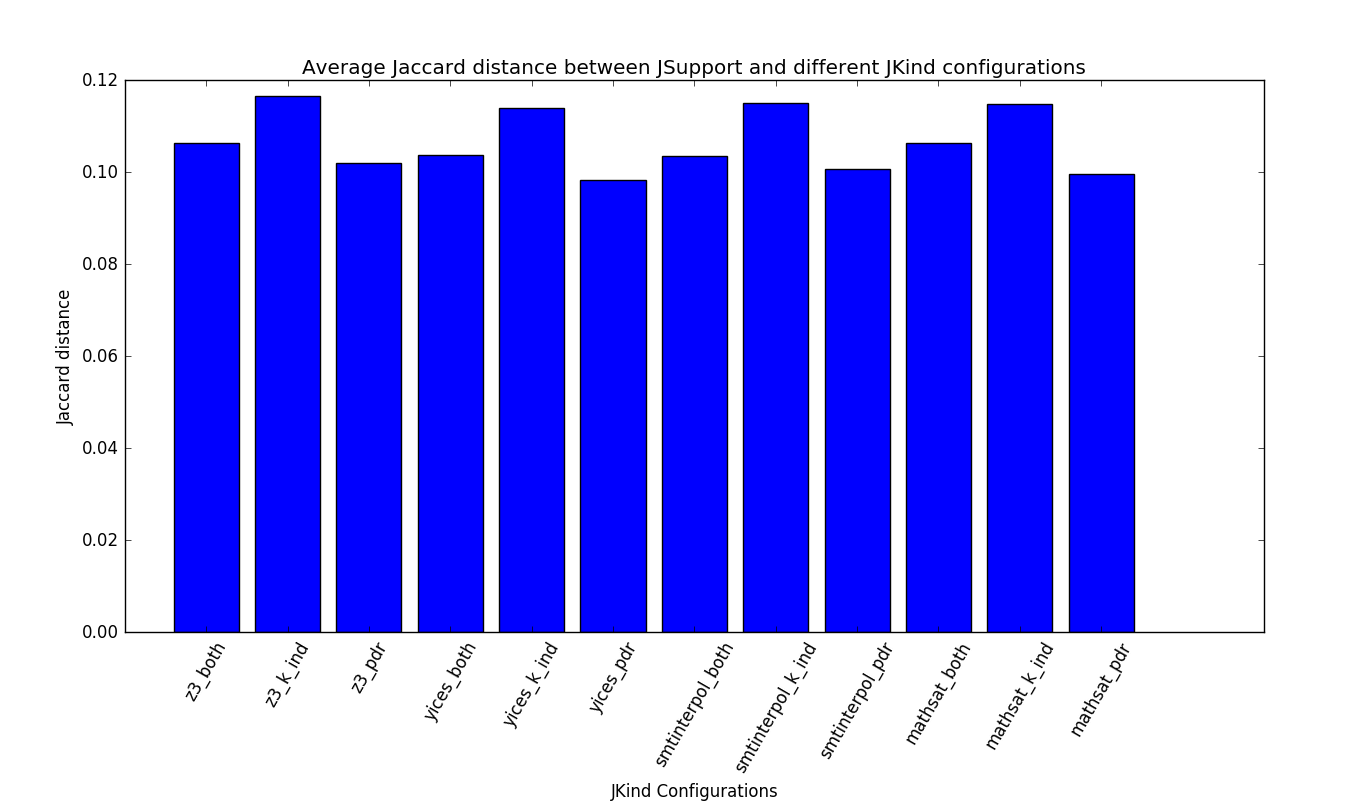 Average Jaccard distance between JSupport and different JKind configurations
0.12
0.10
0.08
0.06
0.04
0.02
0.00
Jaccard distance
z3_both
z3_k_ind
z3_pdr
yices_both
yices_k_ind
yices_pdr
smtinterpol_both
smtinterpol_k_ind
smtinterpol_pdr
mathsat_both
mathsat_k_ind
mathsat_pdr
JKind Configurations